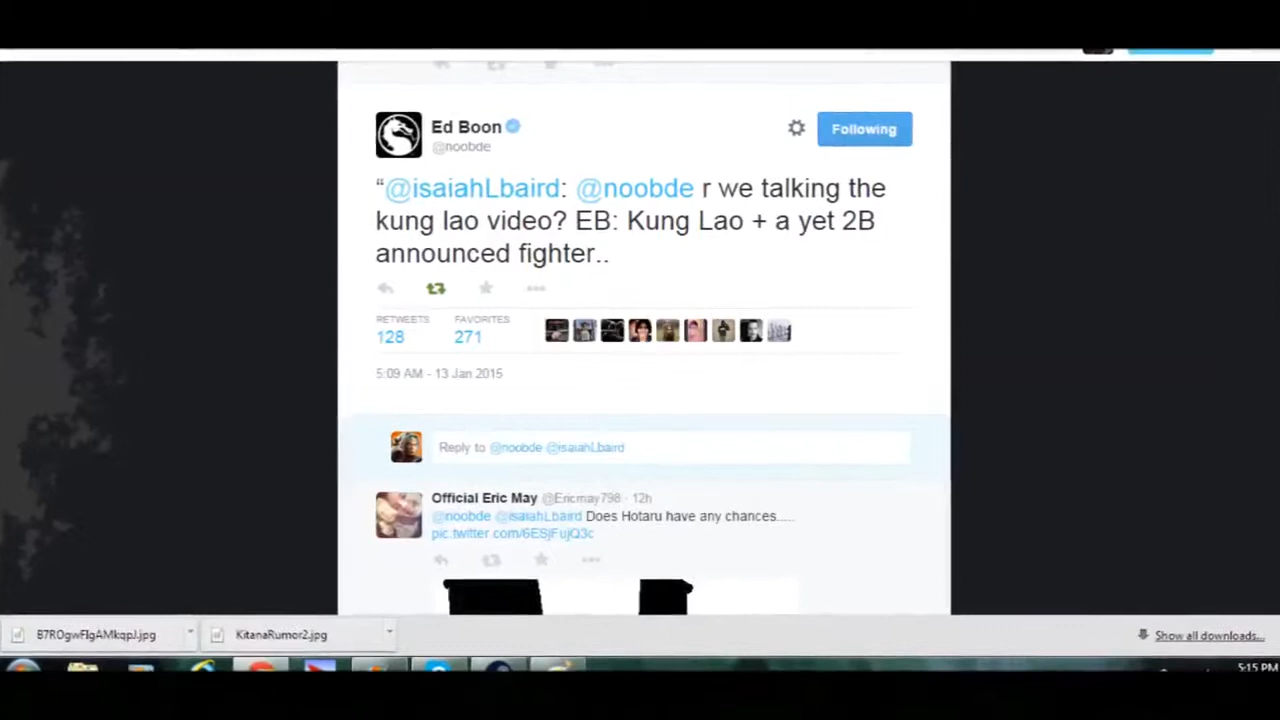 Ed Boon
@noobde
Following
“@isaiahLbaird: @noobde r we talking the
kung lao video? EB: Kung Lao + a yet 2B
announced fighter..
RETWEETS FAVORITES
128 271
5:09 AM - 13 Jan 2015
Reply to @noobde @isaiahLbaird
Official Eric May @Ericmay798 · 12h
@noobde @isaiahLbaird Does Hotaru have any chances.....
pic.twitter.com/6ESjFujQ3c
B7ROgwFIgAMkqpJ.jpg KitanaRumor2.jpg Show all downloads...
5:15 PM